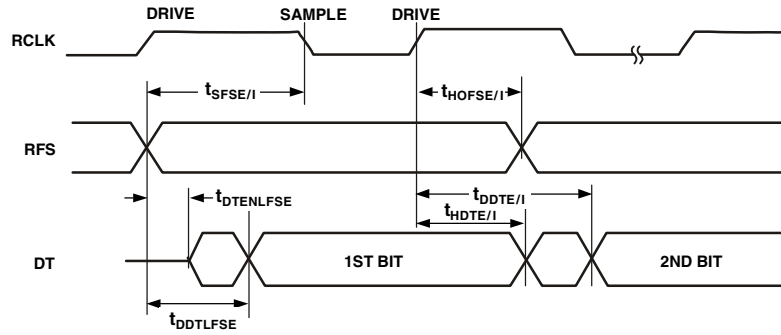 DRIVE SAMPLE DRIVE
RCLK
tSFSE/I tHOFSE/I
RFS
tDDTE/I
tDTENLFSE
tHDTE/I
DT 1ST BIT 2ND BIT
tDDTLFSE